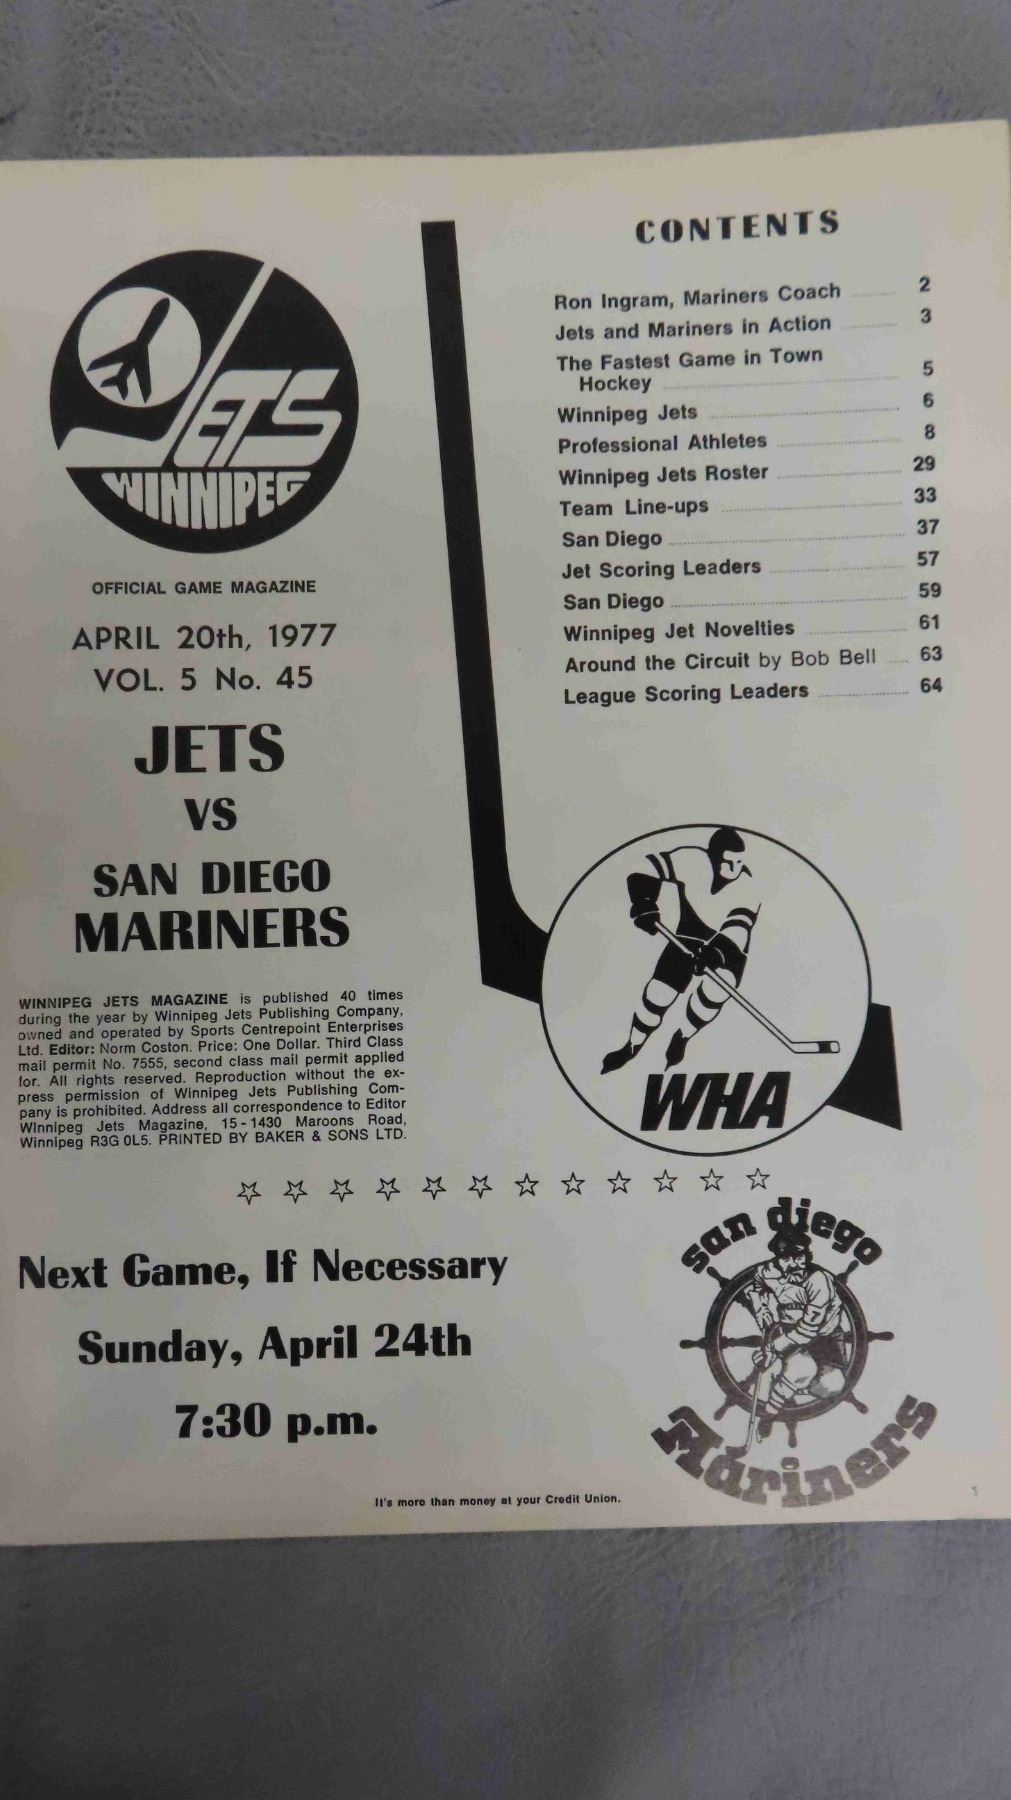 JETS
WINNIPEG
OFFICIAL GAME MAGAZINE
APRIL 20th, 1977
VOL. 5 No. 45
JETS
VS
SAN DIEGO
MARINERS
WINNIPEG JETS MAGAZINE is published 40 times
during the year by Winnipeg Jets Publishing Company,
owned and operated by Sports Centrepoint Enterprises
Ltd. Editor: Norm Coston. Price: One Dollar. Third Class
mail permit No. 7555, second class mail permit applied
for. All rights reserved. Reproduction without the ex-
press permission of Winnipeg Jets Publishing Com-
pany is prohibited. Address all correspondence to Editor
Winnipeg Jets Magazine, 15-1430 Maroons Road,
Winnipeg R3G 0L5. PRINTED BY BAKER & SONS LTD.
CONTENTS
Ron Ingram, Mariners Coach 2
Jets and Mariners in Action 3
The Fastest Game in Town
Hockey 5
Winnipeg Jets 6
Professional Athletes 8
Winnipeg Jets Roster 29
Team Line-ups 33
San Diego 37
Jet Scoring Leaders 57
San Diego 59
Winnipeg Jet Novelties 61
Around the Circuit by Bob Bell 63
League Scoring Leaders 64
WHA
Next Game, If Necessary
Sunday, April 24th
7:30 p.m.
san diego
7
Mariners
It's more than money at your Credit Union.
1